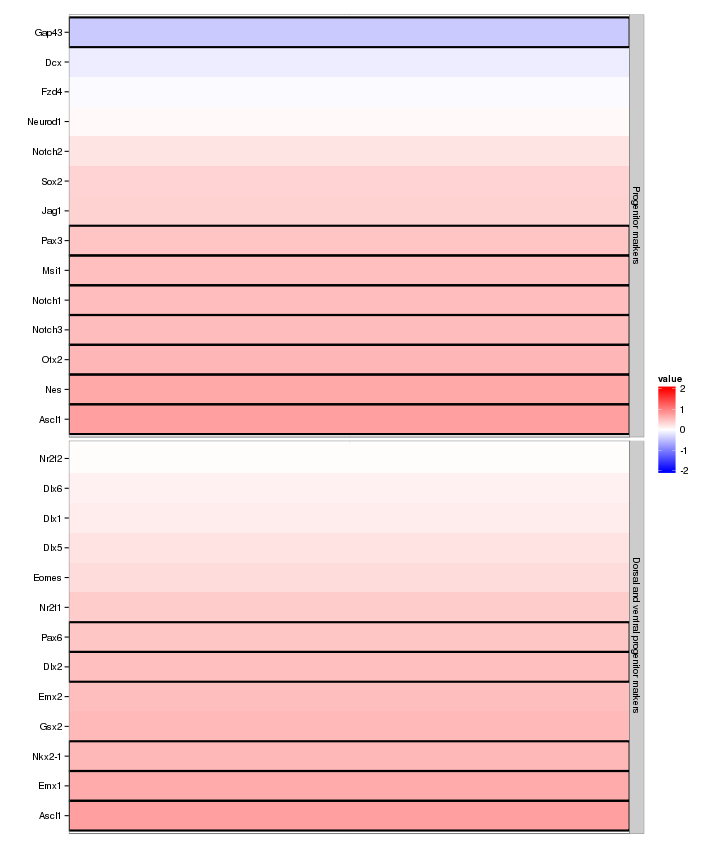 Gap43
Dcx
Fzd4
Neurod1
Notch2
Sox2
Jag1
Pax3
Msi1
Notch1
Notch3
Otx2
Nes
Ascl1
Progenitor markers
Nr2f2
Dlx6
Dlx1
Dlx5
Eomes
Nr2f1
Pax6
Dlx2
Emx2
Gsx2
Nkx2-1
Emx1
Ascl1
Dorsal and ventral progenitor markers
value
2
1
0
-1
-2